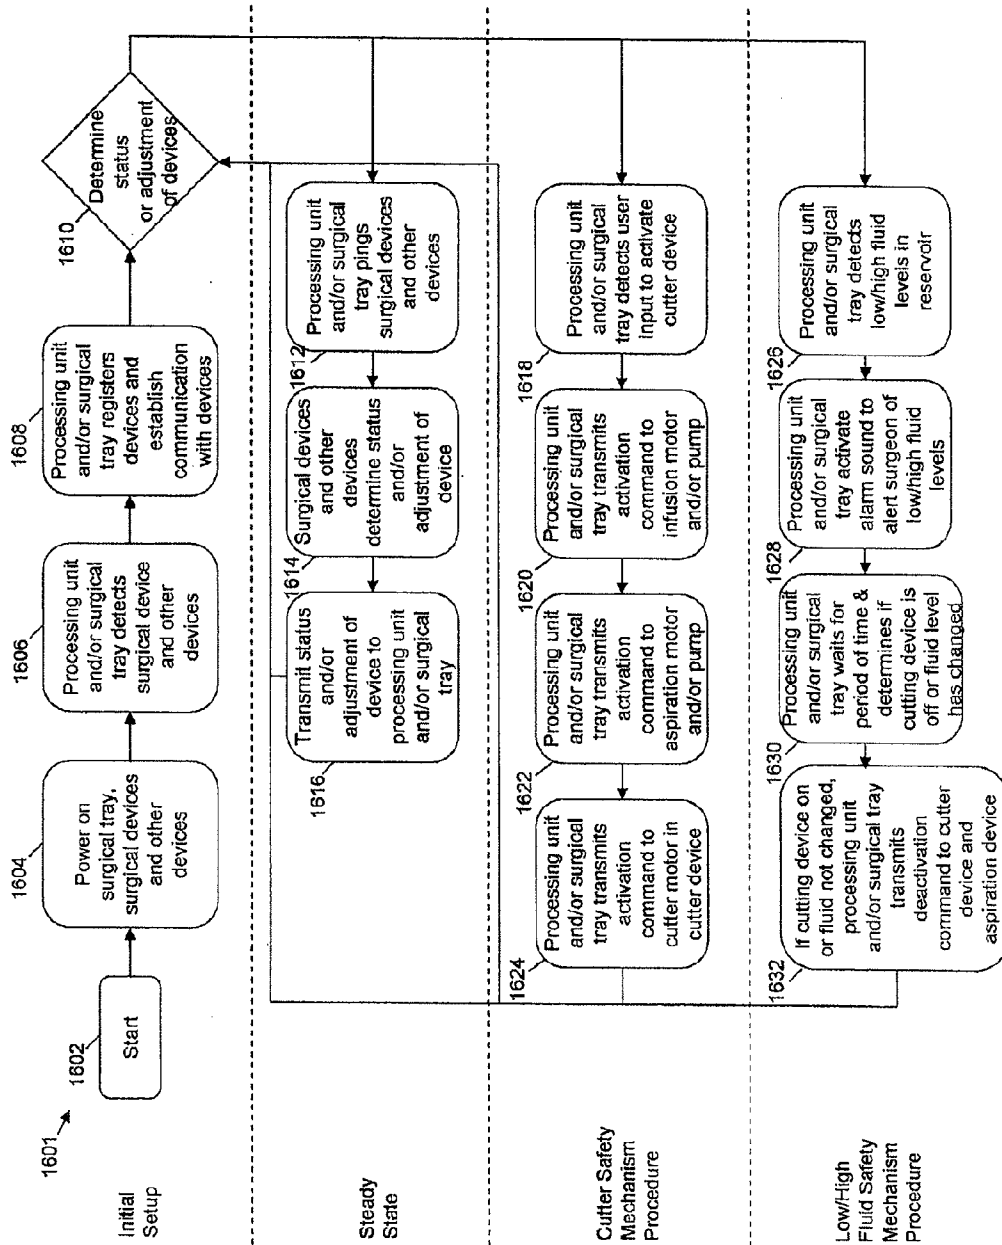 1601
Initial
Setup
1602
Start
1604
Power on
surgical tray,
surgical devices
and other
devices
1606
Processing unit
and/or surgical
tray detects
surgical device
and other
devices
1608
Processing unit
and/or surgical
tray registers
devices and
establish
communication
with devices
1610
Determine
status
or adjustment
of devices
Steady
State
1612
Processing unit
and/or surgical
tray pings
surgical devices
and other
devices
1614
Surgical devices
and other
devices
determine status
and/or
adjustment of
device
1616
Transmit status
and/or
adjustment of
device to
processing unit
and/or surgical
tray
Cutter Safety
Mechanism
Procedure
1618
Processing unit
and/or surgical
tray detects user
input to activate
cutter device
1620
Processing unit
and/or surgical
tray transmits
activation
command to
infusion motor
and/or pump
1622
Processing unit
and/or surgical
tray transmits
activation
command to
aspiration motor
and/or pump
1624
Processing unit
and/or surgical
tray transmits
activation
command to
cutter motor in
cutter device
Low/High
Fluid Safety
Mechanism
Procedure
1626
Processing unit
and/or surgical
tray detects
low/high fluid
levels in
reservoir
1628
Processing unit
and/or surgical
tray activate
alarm sound to
alert surgeon of
low/high fluid
levels
1630
Processing unit
and/or surgical
tray waits for
period of time &
determines if
cutting device is
off or fluid level
has changed
1632
If cutting device on
or fluid not changed,
processing unit
and/or surgical tray
transmits
deactivation
command to cutter
device and
aspiration device